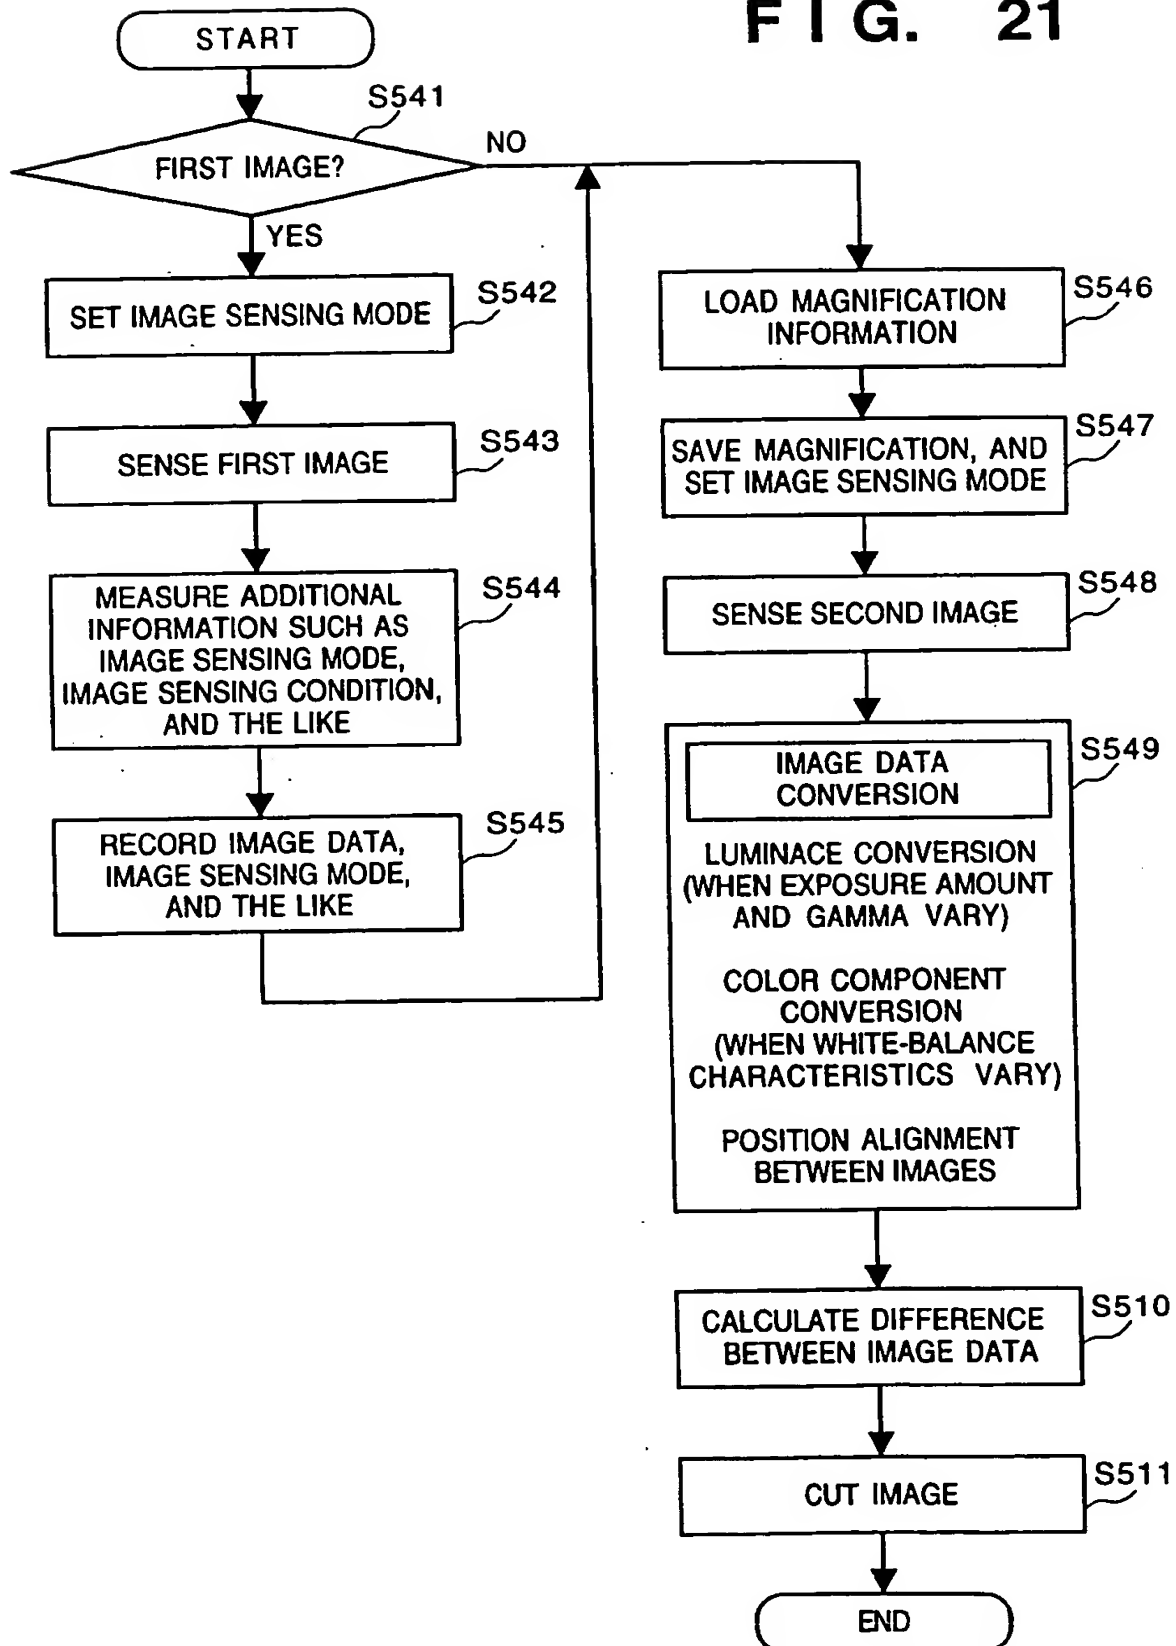 FIG. 21
START
S541
FIRST IMAGE?
NO
YES
SET IMAGE SENSING MODE
S542
SENSE FIRST IMAGE
S543
MEASURE ADDITIONAL
INFORMATION SUCH AS
IMAGE SENSING MODE,
IMAGE SENSING CONDITION,
AND THE LIKE
S544
RECORD IMAGE DATA,
IMAGE SENSING MODE,
AND THE LIKE
S545
LOAD MAGNIFICATION
INFORMATION
S546
SAVE MAGNIFICATION, AND
SET IMAGE SENSING MODE
S547
SENSE SECOND IMAGE
S548
IMAGE DATA
CONVERSION
S549
LUMINACE CONVERSION
(WHEN EXPOSURE AMOUNT
AND GAMMA VARY)
COLOR COMPONENT
CONVERSION
(WHEN WHITE-BALANCE
CHARACTERISTICS VARY)
POSITION ALIGNMENT
BETWEEN IMAGES
CALCULATE DIFFERENCE
BETWEEN IMAGE DATA
S510
CUT IMAGE
S511
END